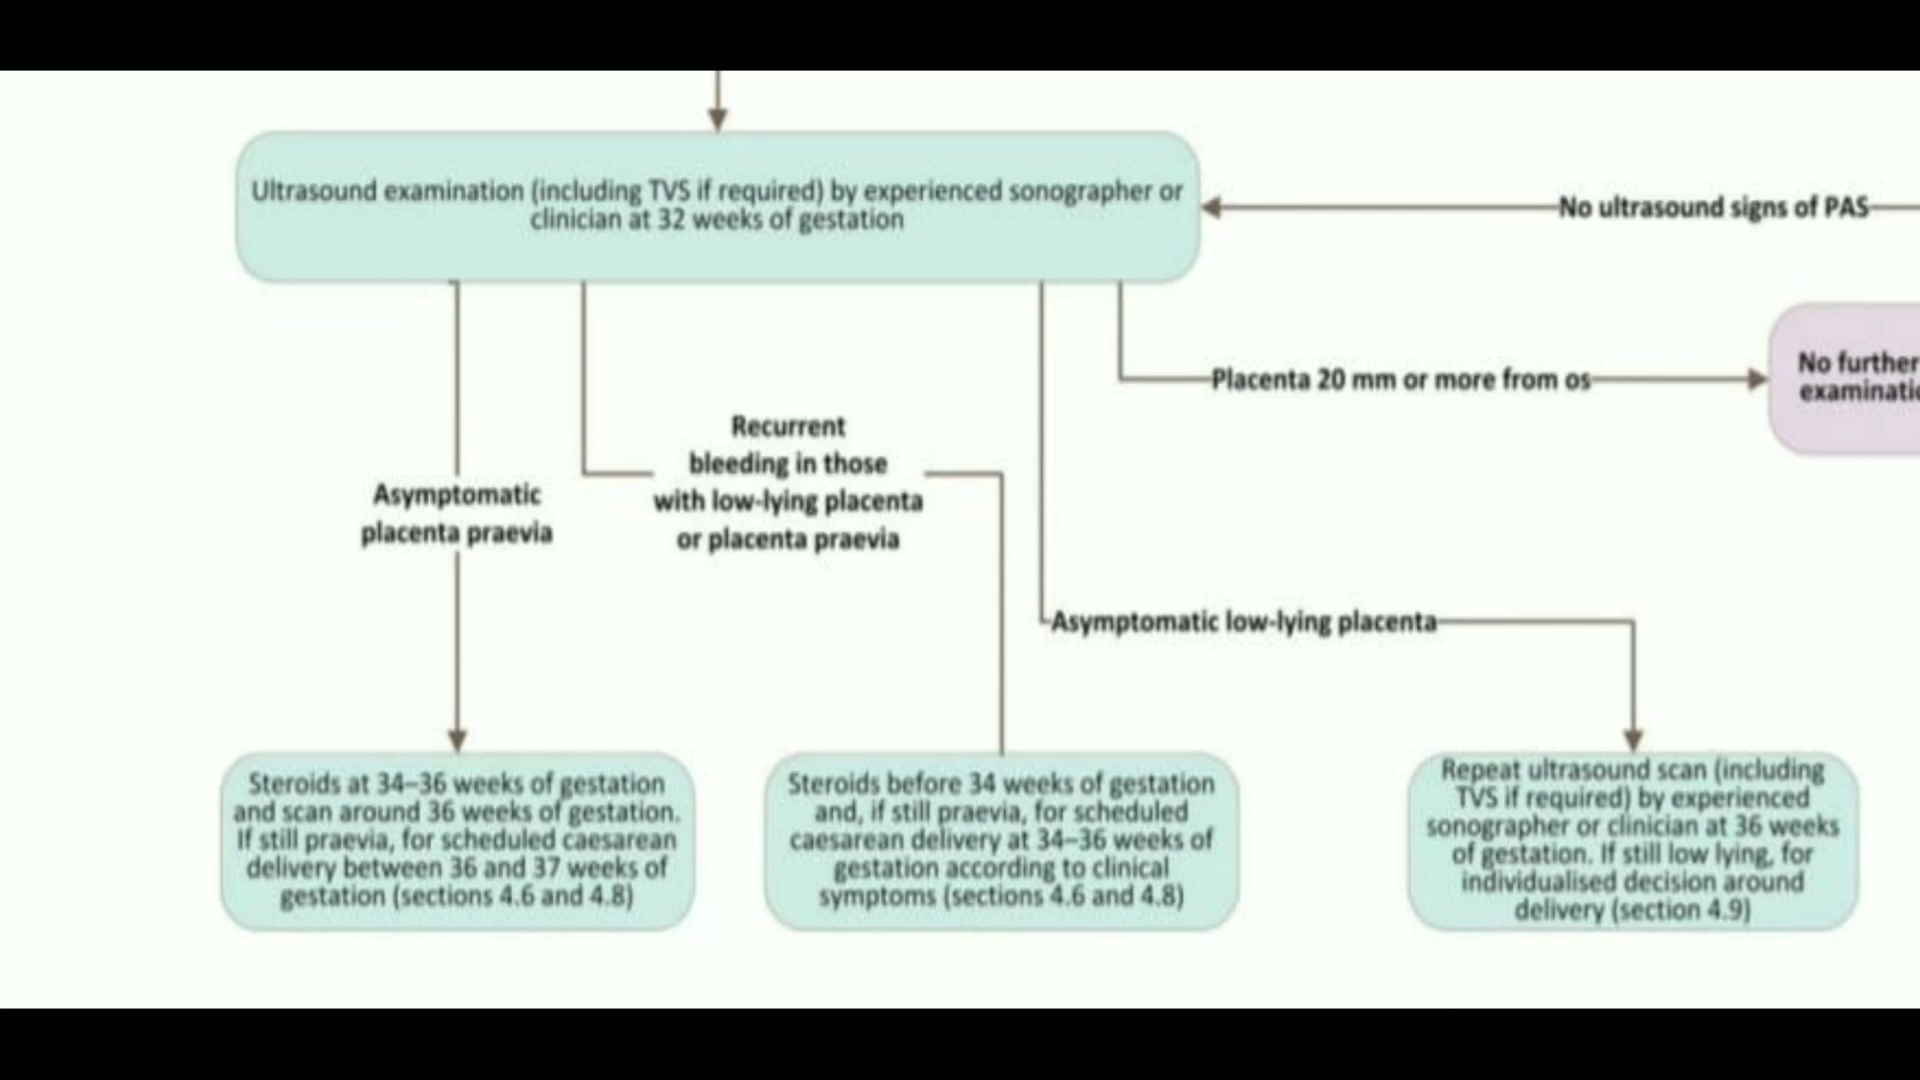 Ultrasound examination (including TVS if required) by experienced sonographer or
clinician at 32 weeks of gestation
No ultrasound signs of PAS
Placenta 20 mm or more from os
No further
Recurrent
bleeding in those
with low-lying placenta
or placenta praevia
Asymptomatic
placenta praevia
Asymptomatic low-lying placenta
Steroids at 34–36 weeks of gestation
and scan around 36 weeks of gestation.
If still praevia, for scheduled caesarean
delivery between 36 and 37 weeks of
gestation (sections 4.6 and 4.8)
Steroids before 34 weeks of gestation
and, if still praevia, for scheduled
caesarean delivery at 34–36 weeks of
gestation according to clinical
symptoms (sections 4.6 and 4.8)
Repeat ultrasound scan (including
TVS if required) by experienced
sonographer or clinician at 36 weeks
of gestation. If still low lying, for
individualised decision around
delivery (section 4.9)